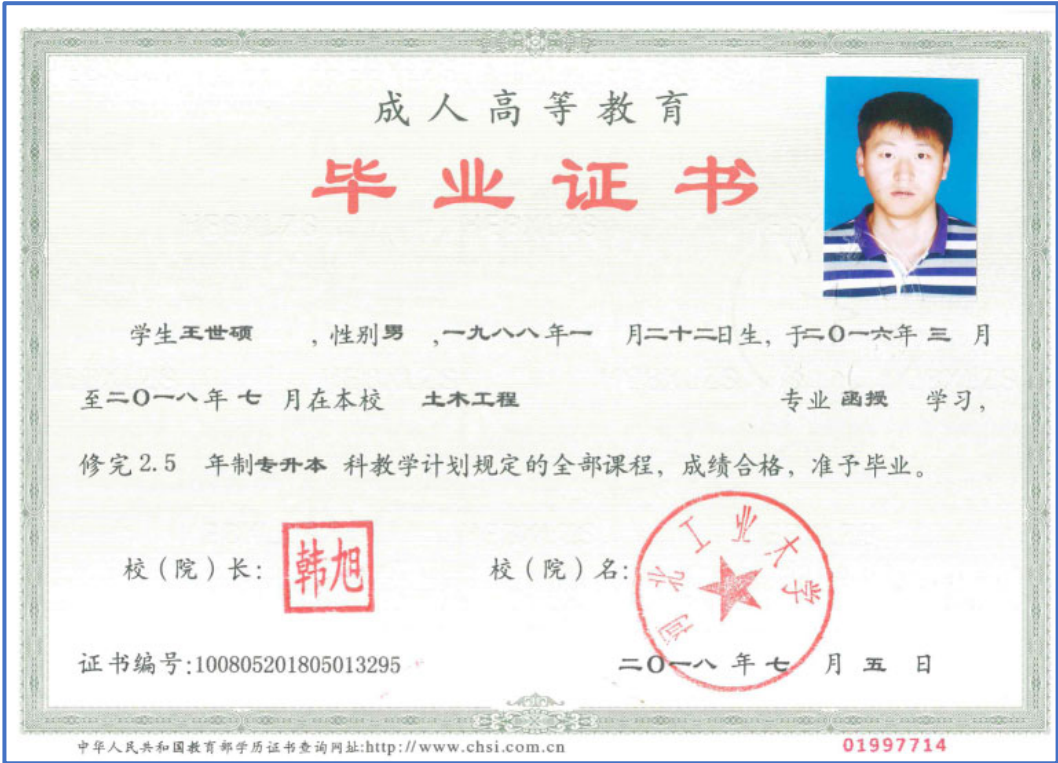 成人高等教育
毕业证书
学生王世硕 ，性别男 ，一九八八年一 月二十二日生，于二〇一六年 三 月
至二〇一八年 七 月在本校 土木工程 专业 函授 学习，
修完2.5 年制专升本 科教学计划规定的全部课程，成绩合格，准予毕业。
校（院）长： 韩旭 校（院）名： 河北工业大学
证书编号:100805201805013295 二〇一八 年 七 月 五 日
中华人民共和国教育部学历证书查询网址:http://www.chsi.com.cn 01997714